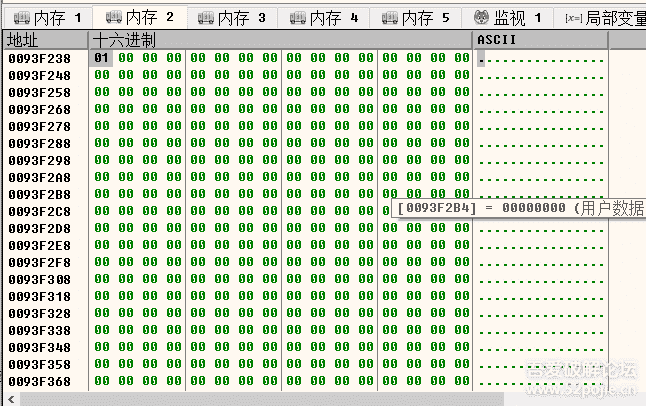 内存 1 内存 2 内存 3 内存 4 内存 5 监视 1 [x=] 局部变量
地址 十六进制 ASCII
0093F238 01 00 00 00 00 00 00 00 00 00 00 00 00 00 00 00 ................
0093F248 00 00 00 00 00 00 00 00 00 00 00 00 00 00 00 00 ................
0093F258 00 00 00 00 00 00 00 00 00 00 00 00 00 00 00 00 ................
0093F268 00 00 00 00 00 00 00 00 00 00 00 00 00 00 00 00 ................
0093F278 00 00 00 00 00 00 00 00 00 00 00 00 00 00 00 00 ................
0093F288 00 00 00 00 00 00 00 00 00 00 00 00 00 00 00 00 ................
0093F298 00 00 00 00 00 00 00 00 00 00 00 00 00 00 00 00 ................
0093F2A8 00 00 00 00 00 00 00 00 00 00 00 00 00 00 00 00 ................
0093F2B8 00 00 00 00 00 00 00 00 00 00 00 00 00
[0093F2B4] = 00000000 (用户数据
0093F2C8 00 00 00 00 00 00 00 00 00 00 00 00 00 00 00 00
0093F2D8 00 00 00 00 00 00 00 00 00 00 00 00 00 00 00 00 ................
0093F2E8 00 00 00 00 00 00 00 00 00 00 00 00 00 00 00 00 ................
0093F2F8 00 00 00 00 00 00 00 00 00 00 00 00 00 00 00 00 ................
0093F308 00 00 00 00 00 00 00 00 00 00 00 00 00 00 00 00 ................
0093F318 00 00 00 00 00 00 00 00 00 00 00 00 00 00 00 00 ................
0093F328 00 00 00 00 00 00 00 00 00 00 00 00 00 00 00 00 ................
0093F338 00 00 00 00 00 00 00 00 00 00 00 00 00 00 00 00 ................
0093F348 00 00 00 00 00 00 00 00 00 00 00 00 00 00 00 00 ................
0093F358 00 00 00 00 00 00 00 00 00 00 00 00 00 00 00 00 ................
0093F368 00 00 00 00 00 00 00 00 00 00 00 00 00 00 00 00 ................
吾爱破解论坛
www.52pojie.cn